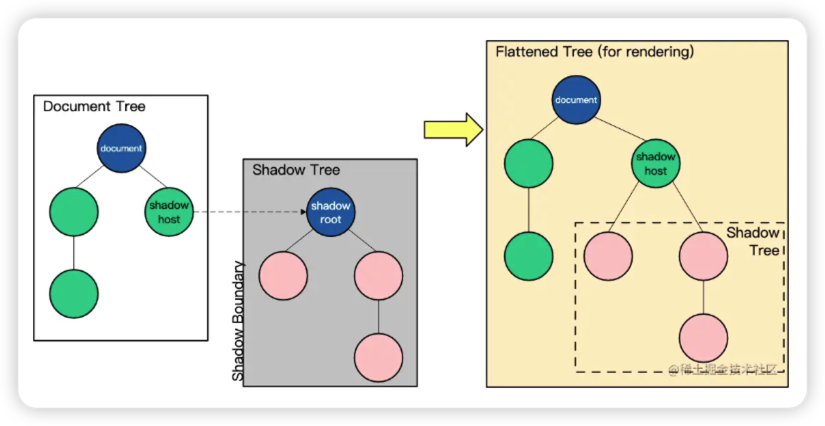 Document Tree
document
shadow
host
Shadow Tree
shadow
root
Shadow Boundary
Flattened Tree (for rendering)
document
shadow
host
Shadow
Tree
@稀土掘金技术社区